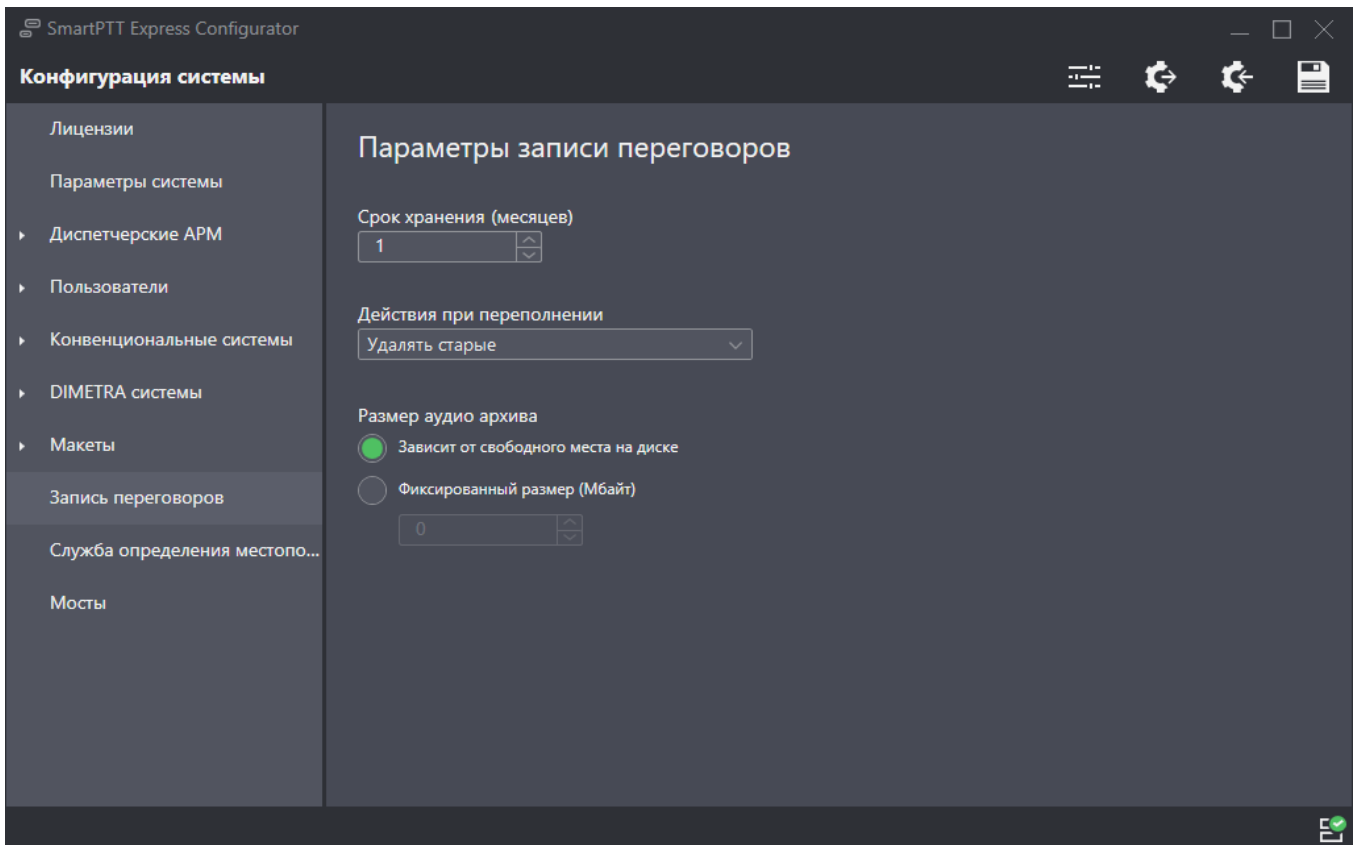 SmartPTT Express Configurator
Конфигурация системы
Лицензии
Параметры системы
Диспетчерские АРМ
Пользователи
Конвенциональные системы
DIMETRA системы
Макеты
Запись переговоров
Служба определения местопо...
Мосты
Параметры записи переговоров
Срок хранения (месяцев)
1
Действия при переполнении
Удалять старые
Размер аудио архива
Зависит от свободного места на диске
Фиксированный размер (Мбайт)
0